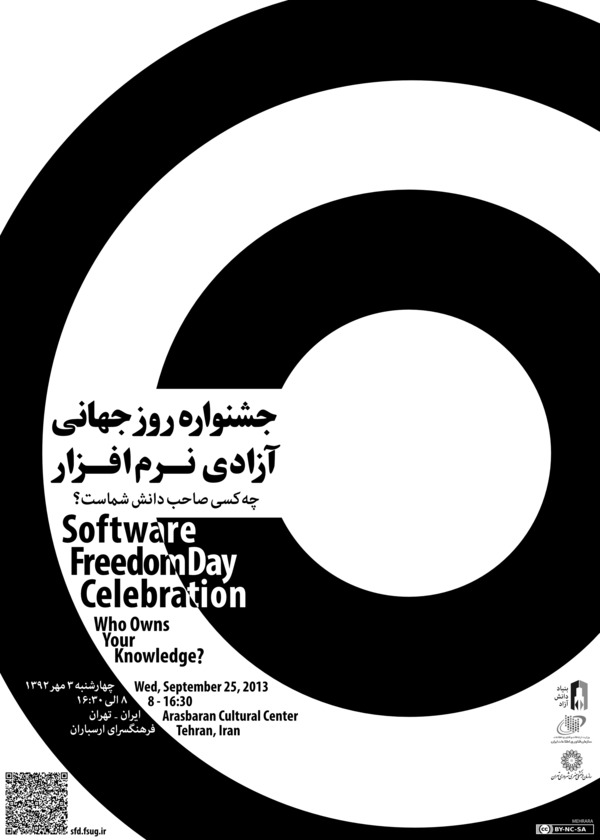 جشنواره روز جهانی
آزادی نرم‌افزار
چه کسی صاحب دانش شماست؟
Software
Freedom Day
Celebration
Who Owns
Your
Knowledge?
چهارشنبه ۳ مهر ۱۳۹۲
۸ الی ۱۶:۳۰
ایران - تهران
فرهنگسرای ارسباران
Wed, September 25, 2013
8 - 16:30
Arasbaran Cultural Center
Tehran, Iran
بنیاد
دانش
آزاد
sfd.fsug.ir
MEHRARA
cc BY-NC-SA